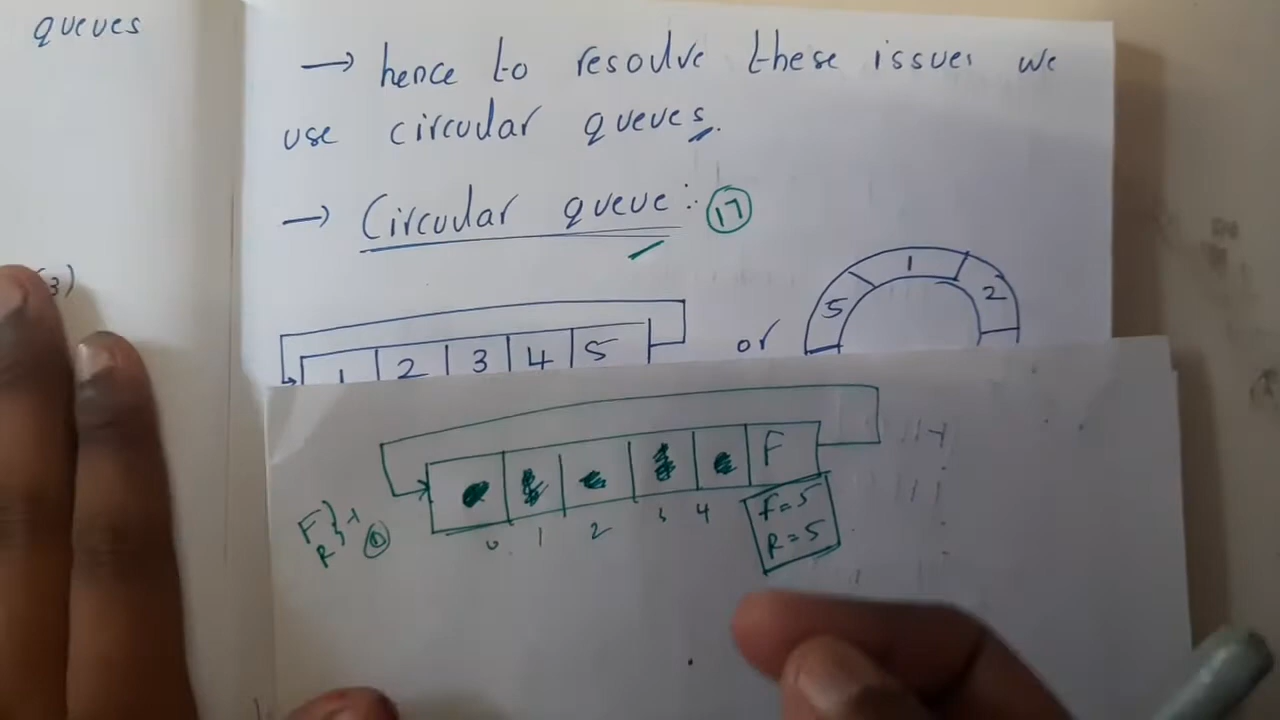 queues
→ hence to resolve these issues we
use circular queues.
→ Circular queue: 17
3)
1 2 3 4 5
or
5 1 2
F
F
R
0 1 2 3 4
F=5
R=5